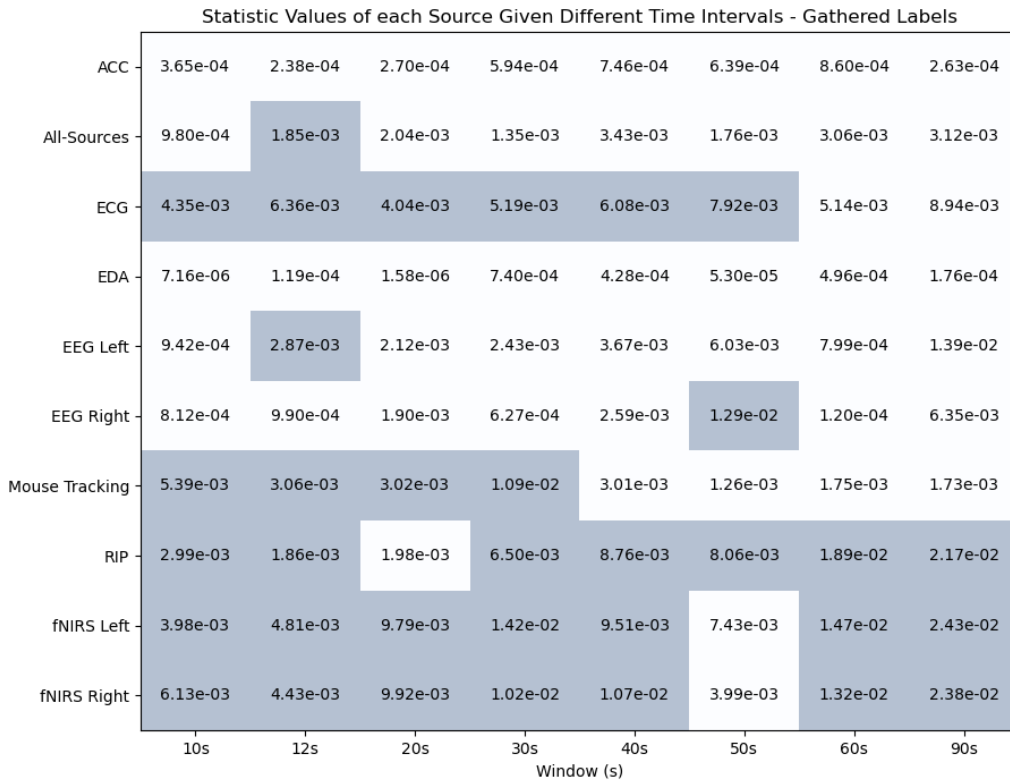 Statistic Values of each Source Given Different Time Intervals - Gathered Labels
ACC 3.65e-04 2.38e-04 2.70e-04 5.94e-04 7.46e-04 6.39e-04 8.60e-04 2.63e-04
All-Sources 9.80e-04 1.85e-03 2.04e-03 1.35e-03 3.43e-03 1.76e-03 3.06e-03 3.12e-03
ECG 4.35e-03 6.36e-03 4.04e-03 5.19e-03 6.08e-03 7.92e-03 5.14e-03 8.94e-03
EDA 7.16e-06 1.19e-04 1.58e-06 7.40e-04 4.28e-04 5.30e-05 4.96e-04 1.76e-04
EEG Left 9.42e-04 2.87e-03 2.12e-03 2.43e-03 3.67e-03 6.03e-03 7.99e-04 1.39e-02
EEG Right 8.12e-04 9.90e-04 1.90e-03 6.27e-04 2.59e-03 1.29e-02 1.20e-04 6.35e-03
Mouse Tracking 5.39e-03 3.06e-03 3.02e-03 1.09e-02 3.01e-03 1.26e-03 1.75e-03 1.73e-03
RIP 2.99e-03 1.86e-03 1.98e-03 6.50e-03 8.76e-03 8.06e-03 1.89e-02 2.17e-02
fNIRS Left 3.98e-03 4.81e-03 9.79e-03 1.42e-02 9.51e-03 7.43e-03 1.47e-02 2.43e-02
fNIRS Right 6.13e-03 4.43e-03 9.92e-03 1.02e-02 1.07e-02 3.99e-03 1.32e-02 2.38e-02
10s 12s 20s 30s 40s 50s 60s 90s
Window (s)